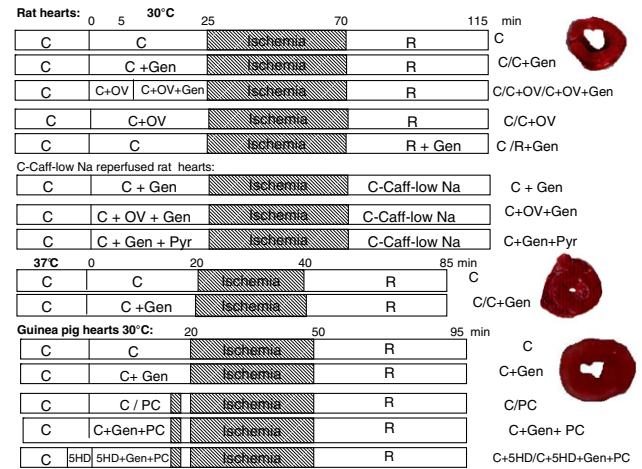 Rat hearts: 0 5 30°C 25 70 115 min
C C Ischemia R C
C C +Gen Ischemia R C/C+Gen
C C+OV C+OV+Gen Ischemia R C/C+OV/C+OV+Gen
C C+OV Ischemia R C/C+OV
C C Ischemia R + Gen C /R+Gen
C-Caff-low Na reperfused rat hearts:
C C + Gen Ischemia C-Caff-low Na C + Gen
C C + OV + Gen Ischemia C-Caff-low Na C+OV+Gen
C C + Gen + Pyr Ischemia C-Caff-low Na C+Gen+Pyr
37°C 0 20 40 85 min
C C Ischemia R C
C C +Gen Ischemia R C/C+Gen
Guinea pig hearts 30°C: 20 50 95 min
C C Ischemia R C
C C+ Gen Ischemia R C+Gen
C C / PC Ischemia R C/PC
C C+Gen+PC Ischemia R C+Gen+ PC
C 5HD 5HD+Gen+PC Ischemia R C+5HD/C+5HD+Gen+PC